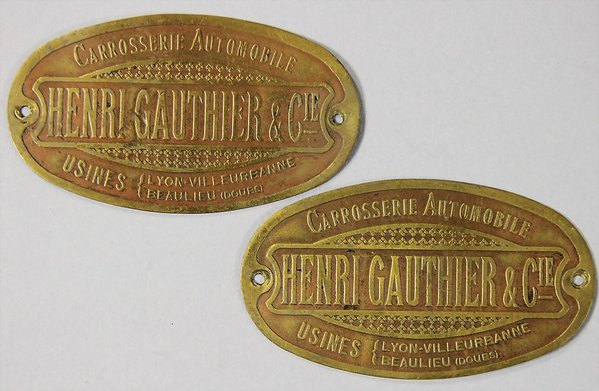 CARROSSERIE AUTOMOBILE
HENRI GAUTHIER & CIE
USINES { LYON-VILLEURBANNE
BEAULIEU (DOUBS)
CARROSSERIE AUTOMOBILE
HENRI GAUTHIER & CIE
USINES { LYON-VILLEURBANNE
BEAULIEU (DOUBS)